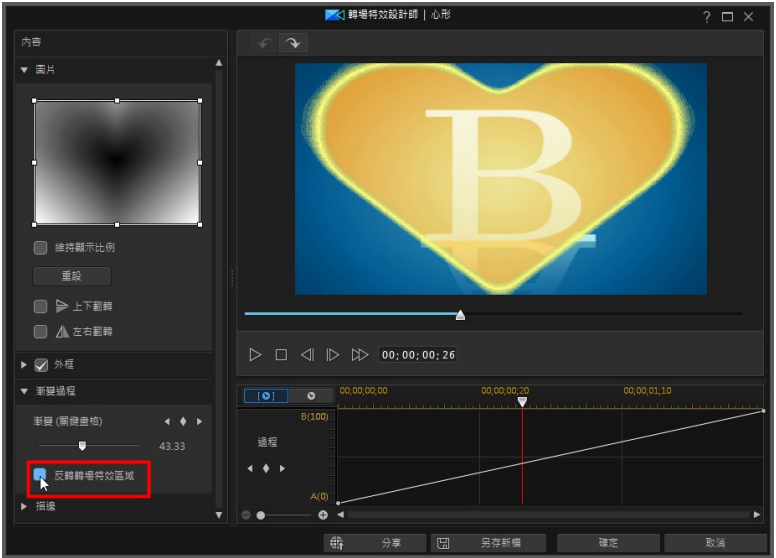 轉場特效設計師 | 心形
?
內容
圖片
維持顯示比例
重設
上下翻轉
左右翻轉
外框
漸變過程
漸變 (關鍵畫格)
43.33
反轉轉場特效區域
描邊
B
00;00;00;26
00;00;00;00
00;00;00;20
00;00;01;10
B(100)
過程
A(0)
分享
另存新檔
確定
取消